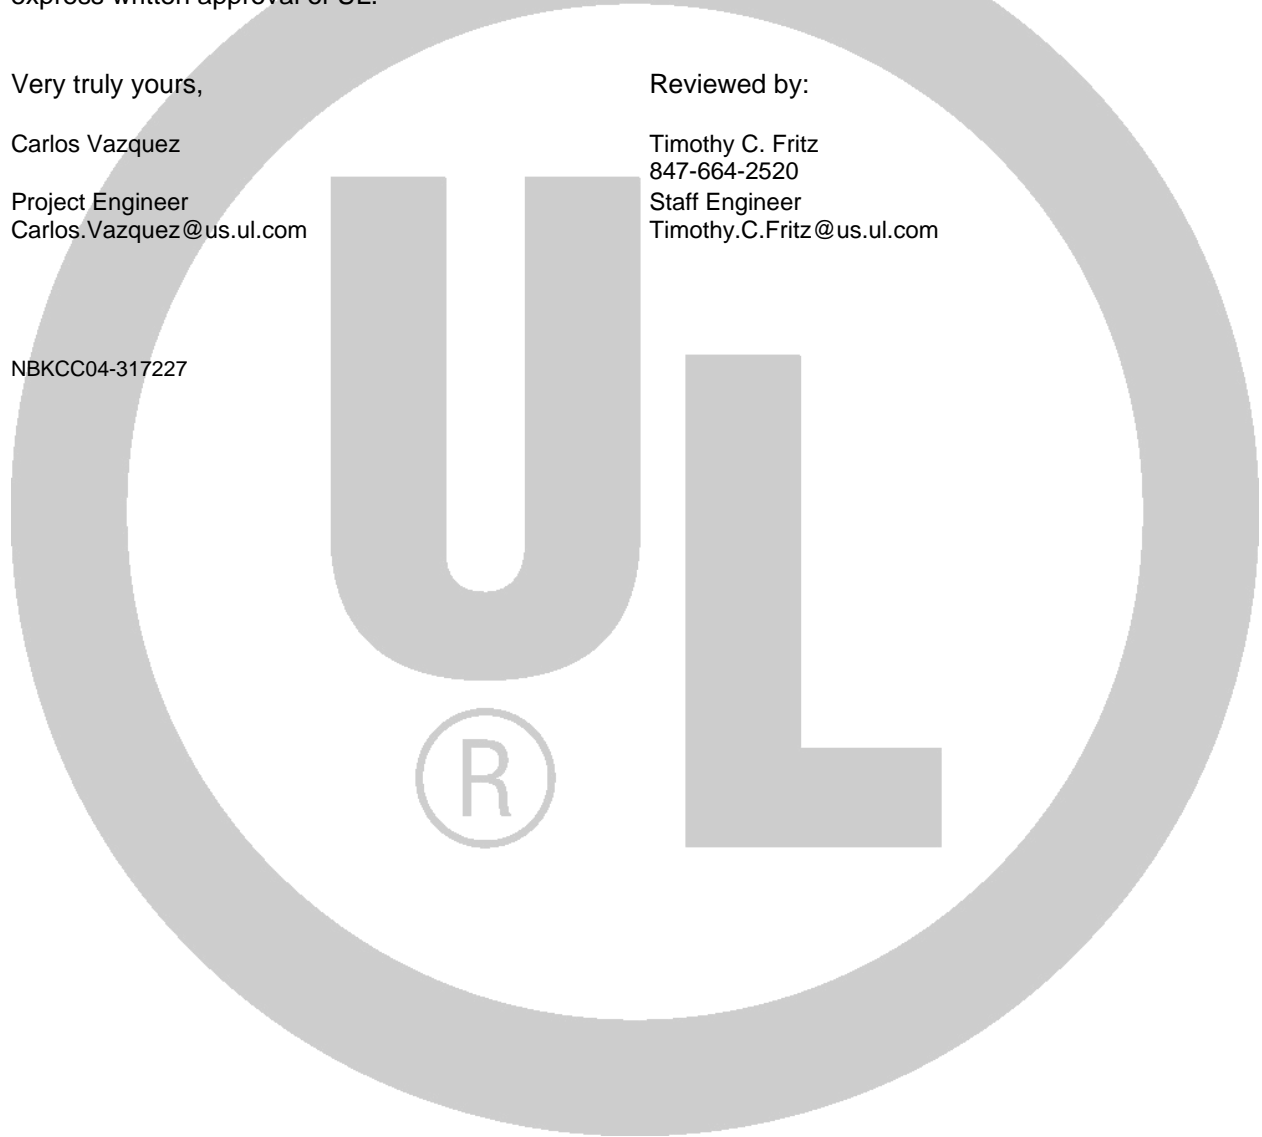 express written approval of UL.
Very truly yours,
Reviewed by:
Carlos Vazquez
Timothy C. Fritz
847-664-2520
Project Engineer
Staff Engineer
Carlos.Vazquez@us.ul.com
Timothy.C.Fritz@us.ul.com
NBKCC04-317227
UL
®